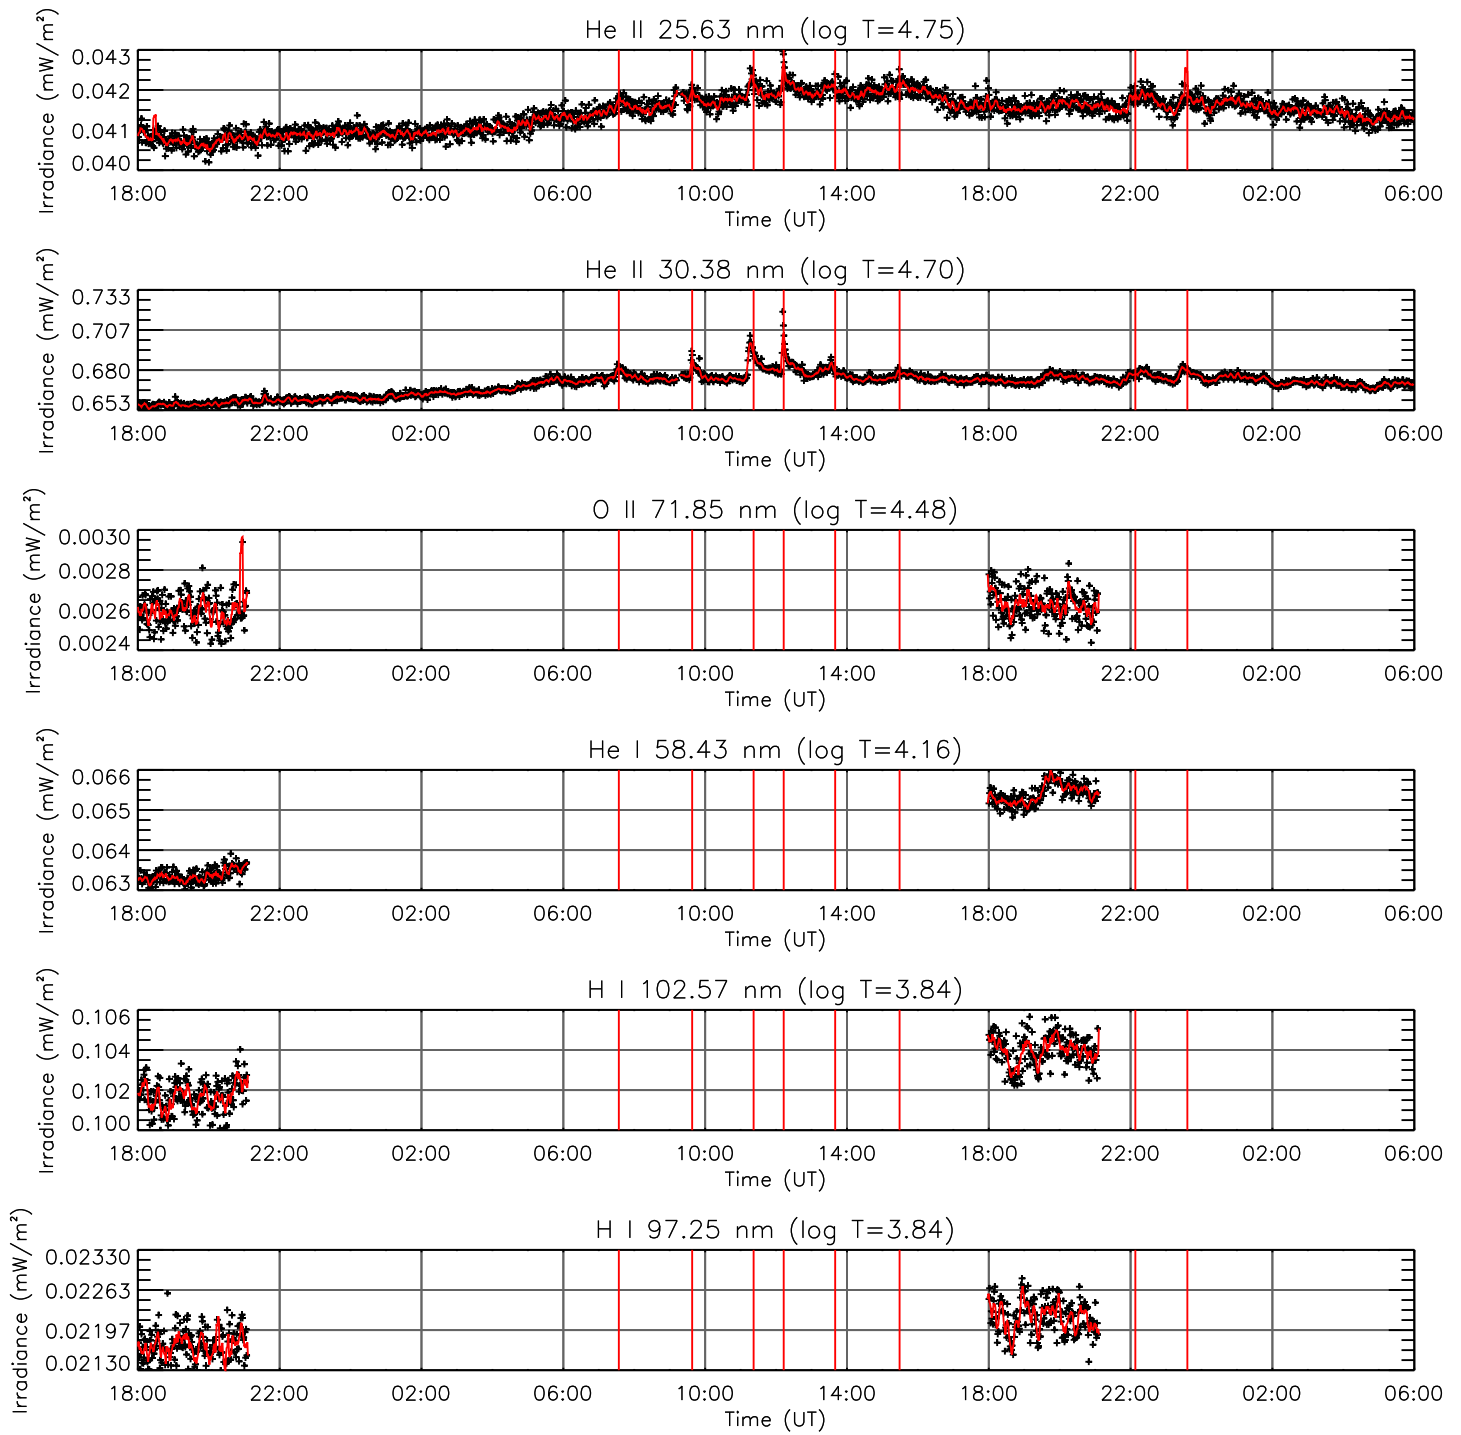 He II 25.63 nm (log T=4.75)
Irradiance (mW/m²)
0.043
0.042
0.041
0.040
18:00 22:00 02:00 06:00 10:00 14:00 18:00 22:00 02:00 06:00
Time (UT)
He II 30.38 nm (log T=4.70)
Irradiance (mW/m²)
0.733
0.707
0.680
0.653
18:00 22:00 02:00 06:00 10:00 14:00 18:00 22:00 02:00 06:00
Time (UT)
O II 71.85 nm (log T=4.48)
Irradiance (mW/m²)
0.0030
0.0028
0.0026
0.0024
18:00 22:00 02:00 06:00 10:00 14:00 18:00 22:00 02:00 06:00
Time (UT)
He I 58.43 nm (log T=4.16)
Irradiance (mW/m²)
0.066
0.065
0.064
0.063
18:00 22:00 02:00 06:00 10:00 14:00 18:00 22:00 02:00 06:00
Time (UT)
H I 102.57 nm (log T=3.84)
Irradiance (mW/m²)
0.106
0.104
0.102
0.100
18:00 22:00 02:00 06:00 10:00 14:00 18:00 22:00 02:00 06:00
Time (UT)
H I 97.25 nm (log T=3.84)
Irradiance (mW/m²)
0.02330
0.02263
0.02197
0.02130
18:00 22:00 02:00 06:00 10:00 14:00 18:00 22:00 02:00 06:00
Time (UT)